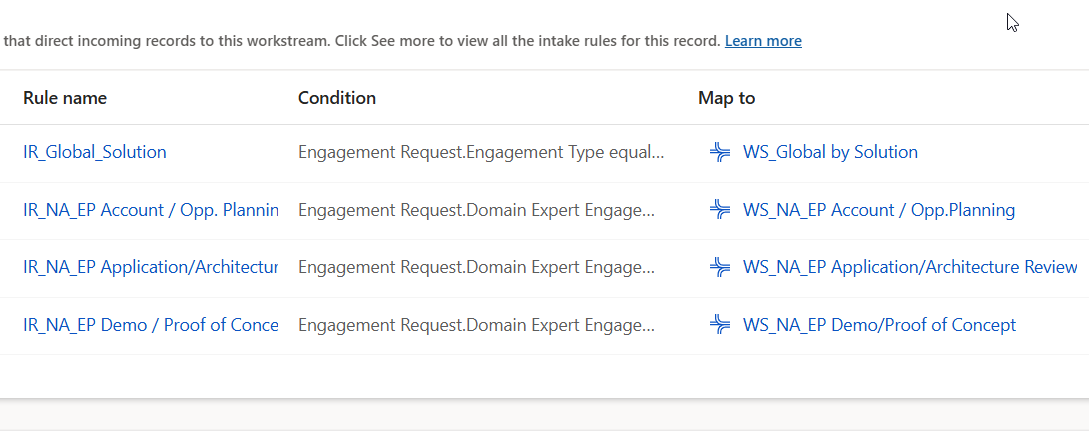 that direct incoming records to this workstream. Click See more to view all the intake rules for this record. Learn more
Rule name Condition Map to
IR_Global_Solution Engagement Request.Engagement Type equal... WS_Global by Solution
IR_NA_EP Account / Opp. Plannin Engagement Request.Domain Expert Engage... WS_NA_EP Account / Opp.Planning
IR_NA_EP Application/Architectur Engagement Request.Domain Expert Engage... WS_NA_EP Application/Architecture Review
IR_NA_EP Demo / Proof of Conce Engagement Request.Domain Expert Engage... WS_NA_EP Demo/Proof of Concept